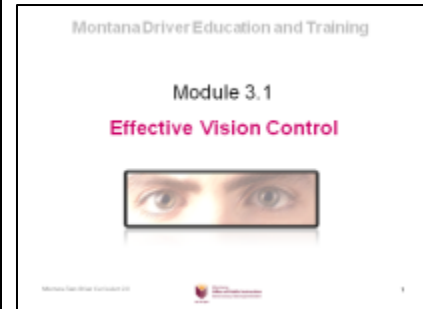 Montana Driver Education and Training
Module 3.1
Effective Vision Control
1